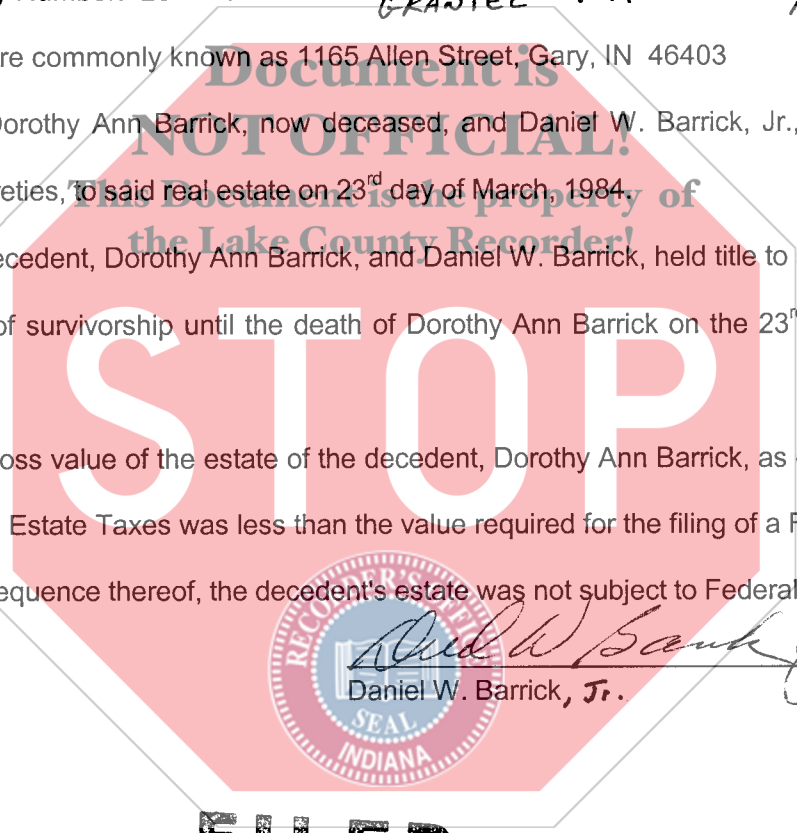 GRANTEE
re commonly known as 1165 Allen Street, Gary, IN 46403
Document is
Dorothy Ann Barrick, now deceased, and Daniel W. Barrick, Jr.,
NOT OFFICIAL!
reties, to said real estate on 23rd day of March, 1984.
This Document is the property of
the Lake County Recorder!
ecedent, Dorothy Ann Barrick, and Daniel W. Barrick, held title to
of survivorship until the death of Dorothy Ann Barrick on the 23r
STOP
oss value of the estate of the decedent, Dorothy Ann Barrick, as
Estate Taxes was less than the value required for the filing of a F
equence thereof, the decedent's estate was not subject to Federal
RECORDER'S OFFICE
Daniel W. Barrick, Jr.
SEAL
INDIANA
FILED